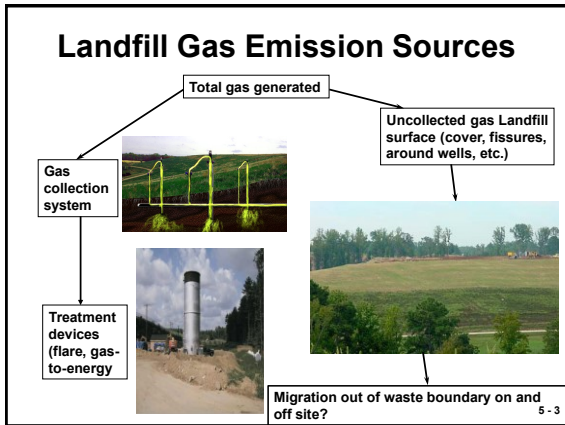 Landfill Gas Emission Sources
Total gas generated
Uncollected gas Landfill
surface (cover, fissures,
around wells, etc.)
Gas
collection
system
Treatment
devices
(flare, gas-
to-energy
Migration out of waste boundary on and
off site?
5 - 3